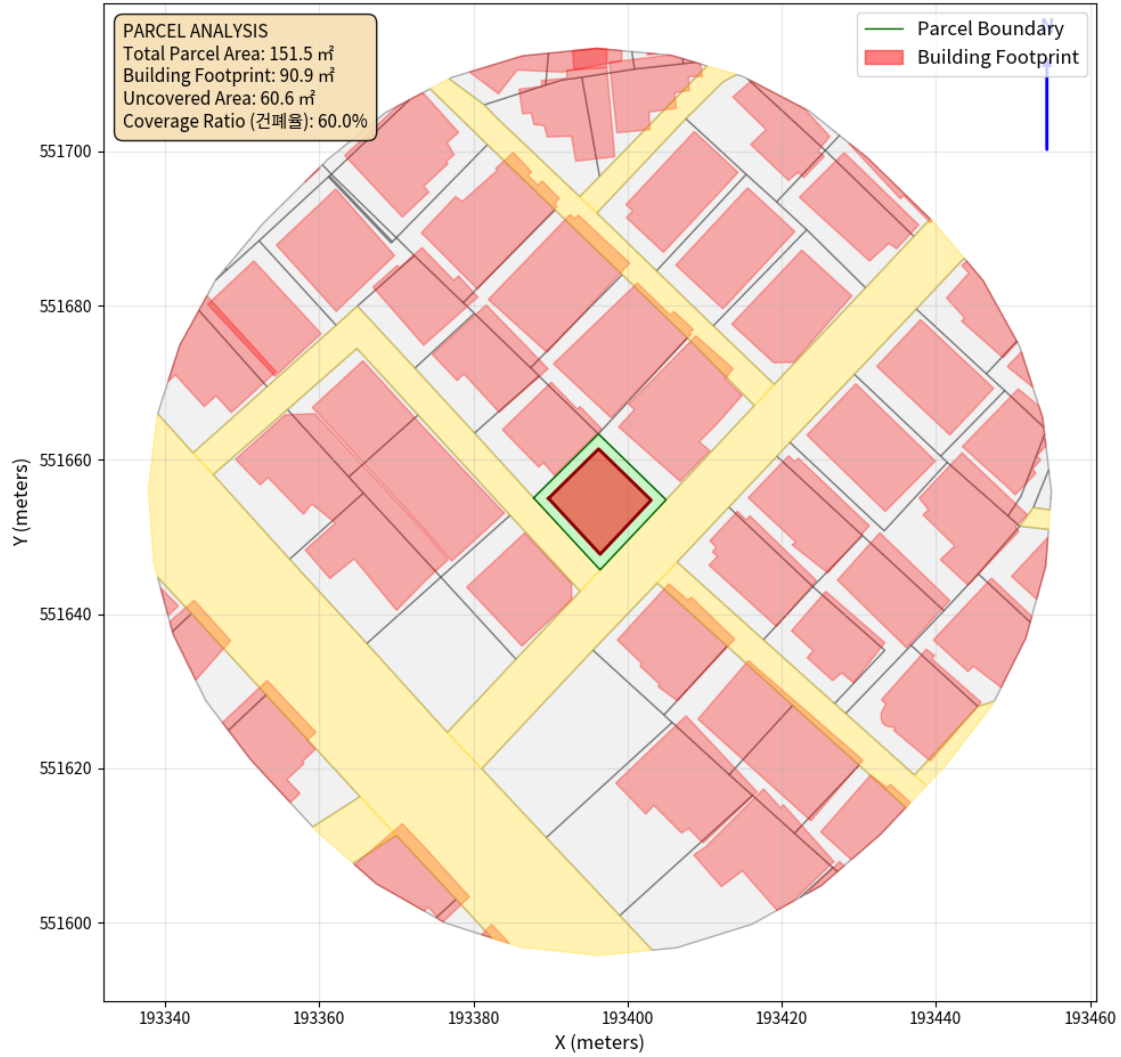 PARCEL ANALYSIS
Total Parcel Area: 151.5 ㎡
Building Footprint: 90.9 ㎡
Uncovered Area: 60.6 ㎡
Coverage Ratio (건폐율): 60.0%
N
Parcel Boundary
Building Footprint
551700
551680
551660
551640
551620
551600
Y (meters)
193340
193360
193380
193400
193420
193440
193460
X (meters)